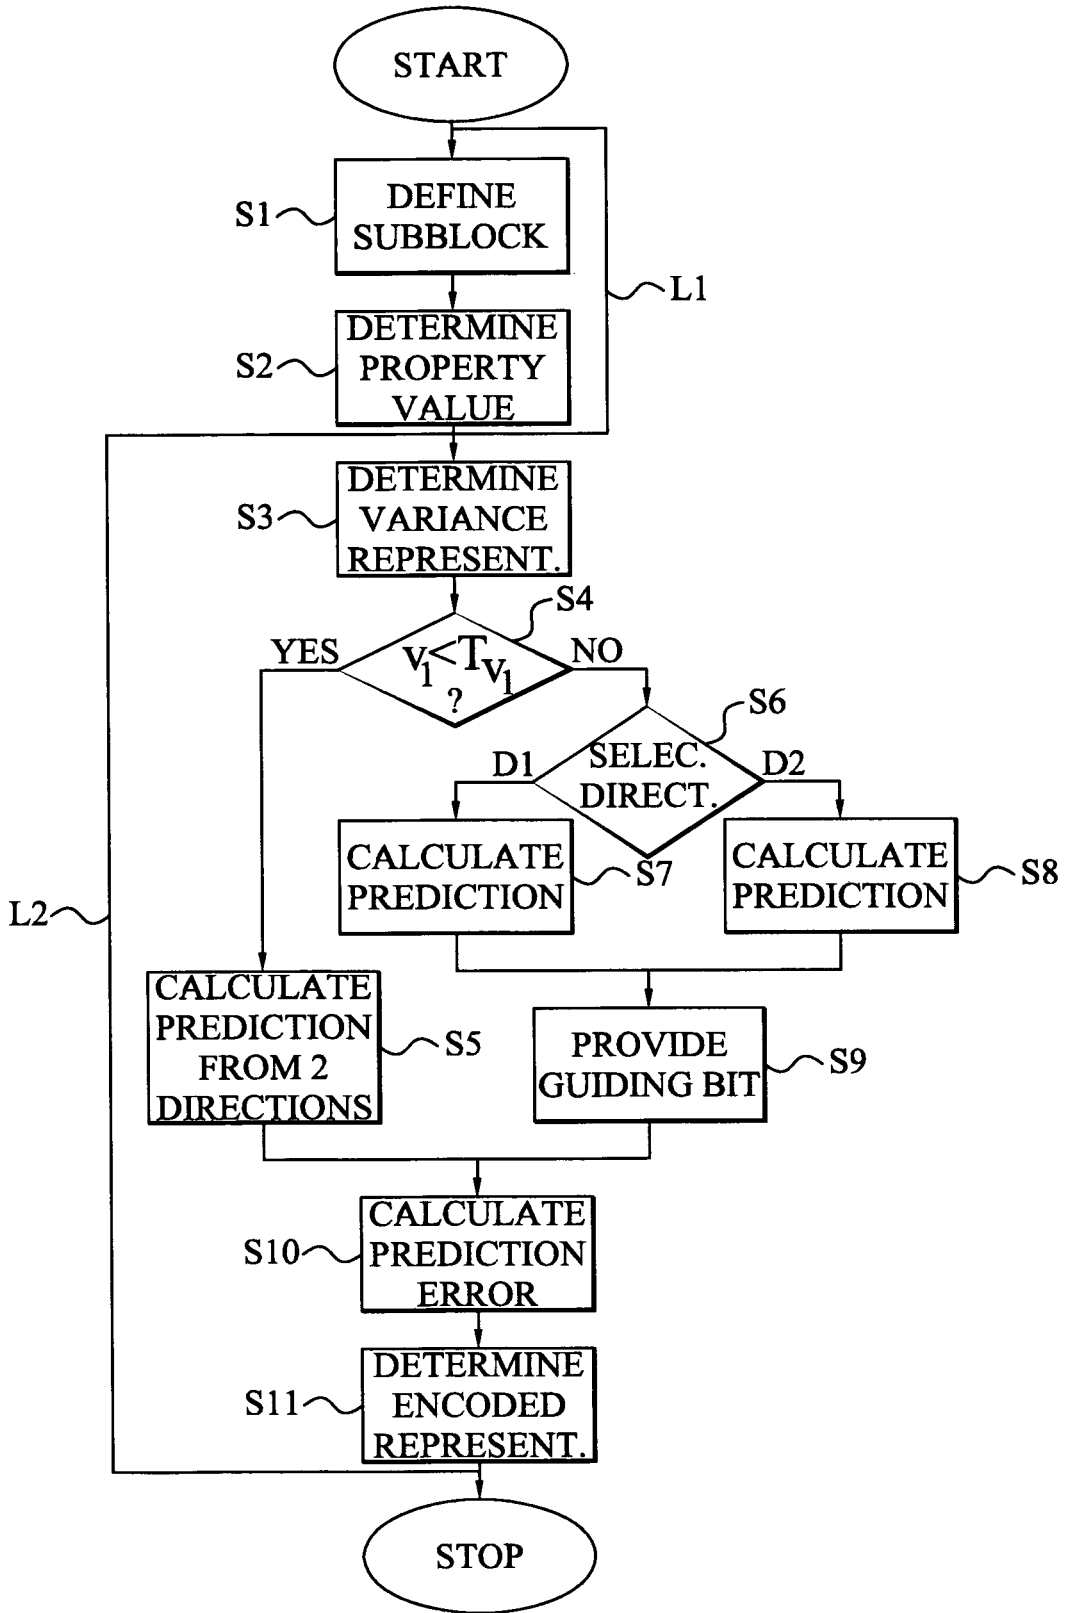 START
S1
DEFINE
SUBBLOCK
L1
S2
DETERMINE
PROPERTY
VALUE
S3
DETERMINE
VARIANCE
REPRESENT.
S4
YES
v1<Tv1
?
NO
S6
D1
SELEC.
DIRECT.
D2
CALCULATE
PREDICTION
S7
CALCULATE
PREDICTION
S8
L2
CALCULATE
PREDICTION
FROM 2
DIRECTIONS
S5
PROVIDE
GUIDING BIT
S9
S10
CALCULATE
PREDICTION
ERROR
S11
DETERMINE
ENCODED
REPRESENT.
STOP